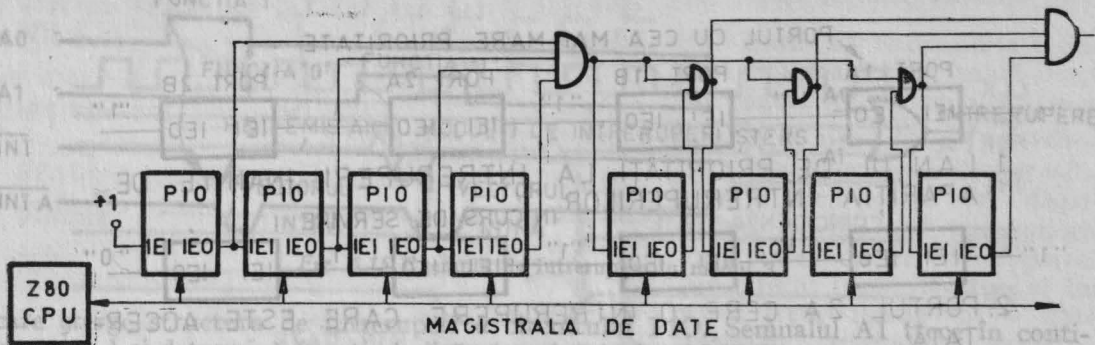 PIO PIO PIO PIO PIO PIO PIO PIO
+1
IEI IEO IEI IEO IEI IEO IEI IEO IEI IEO IEI IEO IEI IEO IEI IEO
Z80
CPU
MAGISTRALA DE DATE